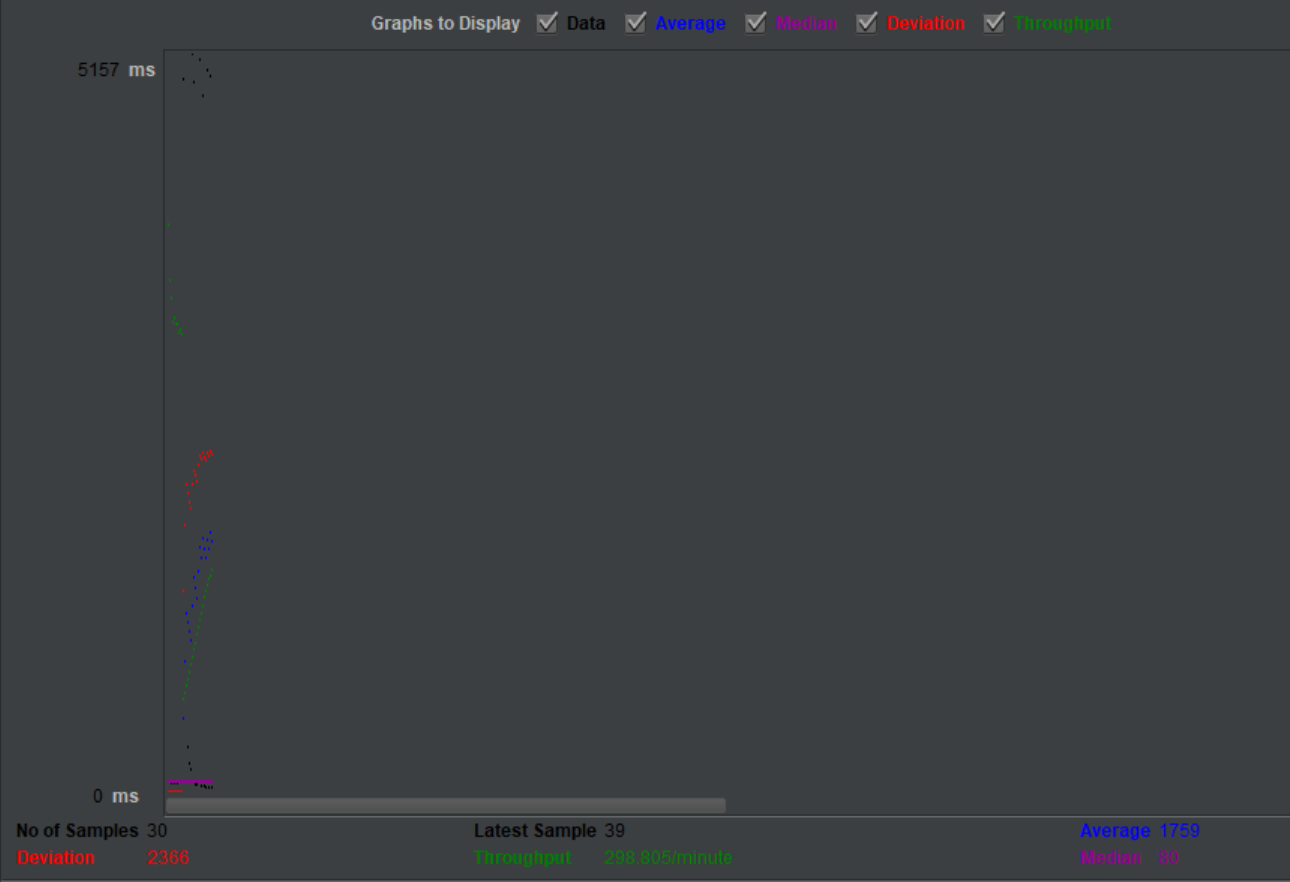 Graphs to Display Data Average Median Deviation Throughput
5157 ms
0 ms
No of Samples 30 Latest Sample 39 Average 1759
Deviation 2366 Throughput 298.805/minute Median 80